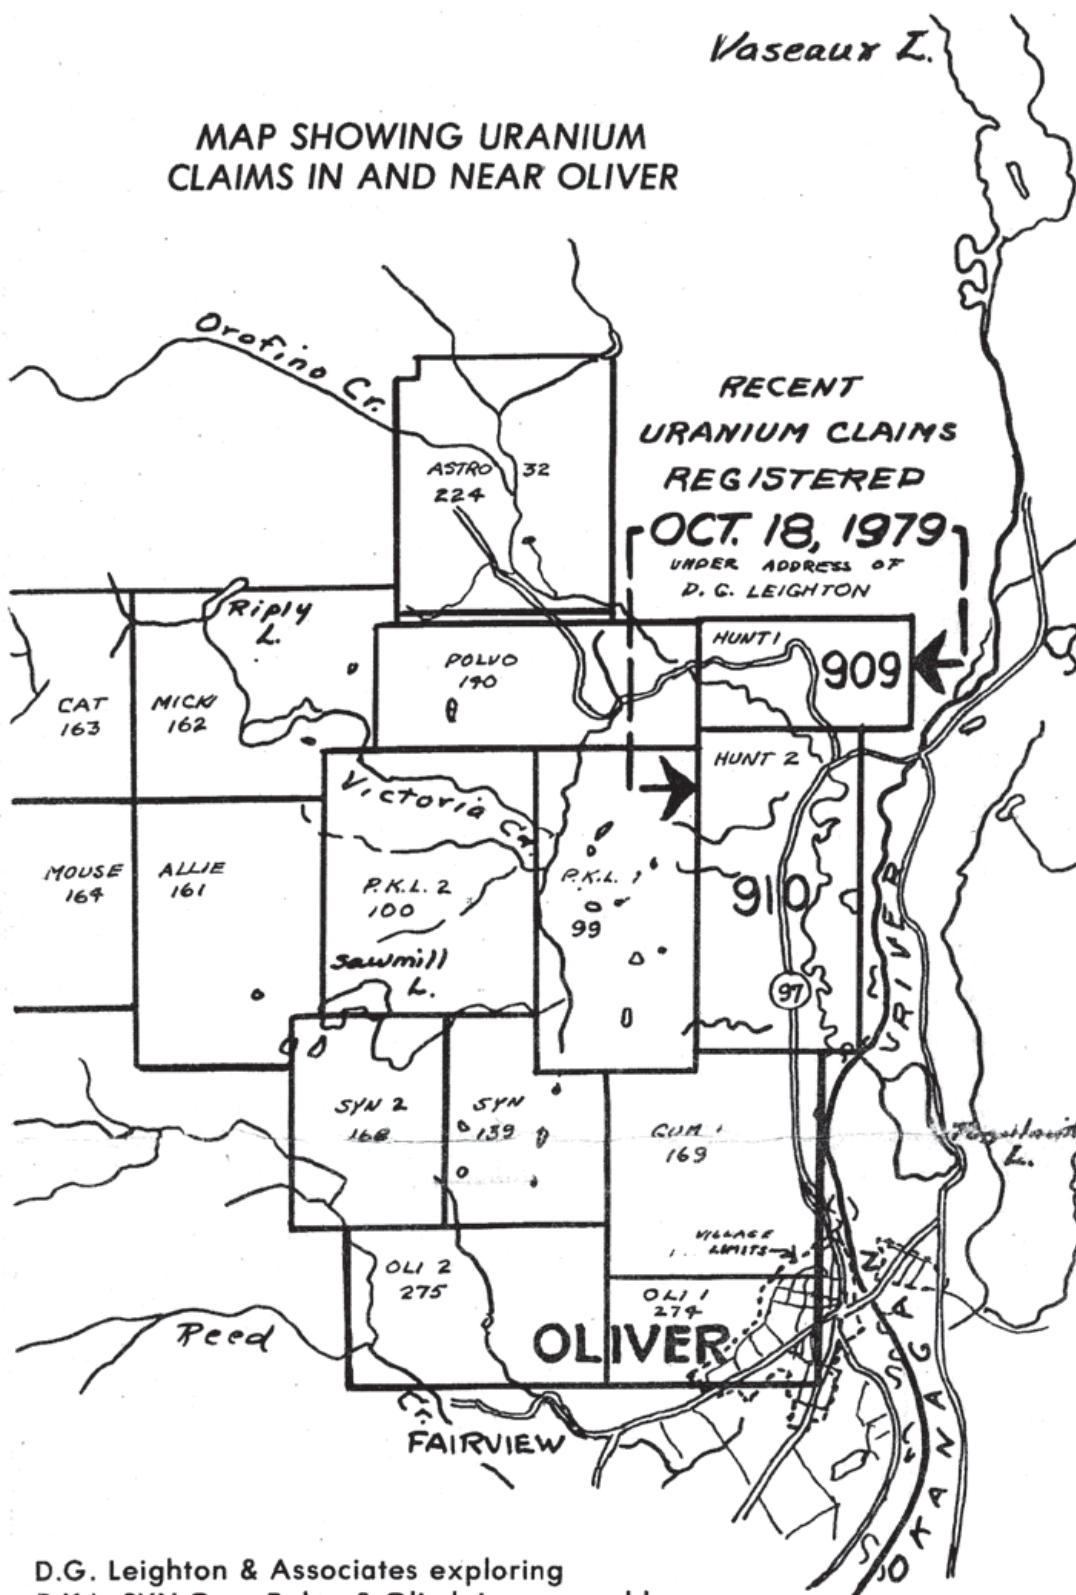 Vaseaux L.
MAP SHOWING URANIUM
CLAIMS IN AND NEAR OLIVER
Orofino Cr.
RECENT
URANIUM CLAIMS
REGISTERED
OCT. 18, 1979
UNDER ADDRESS OF
D. G. LEIGHTON
ASTRO 32
224
Riply
L.
HUNT 1
909
POLVO
190
CAT
163
MICKI
162
HUNT 2
Victoria Cr.
MOUSE
164
ALLIE
161
P.K.L. 2
100
P.K.L. 1
99
910
Sawmill
L.
97
RIVER
SYN 2
168
SYN
139
GUM 1
169
L.
VILLAGE
LIMITS
OLI 2
275
OLI 1
274
OLIVER
Reed
Cr.
FAIRVIEW
OKANAGAN
D.G. Leighton & Associates exploring